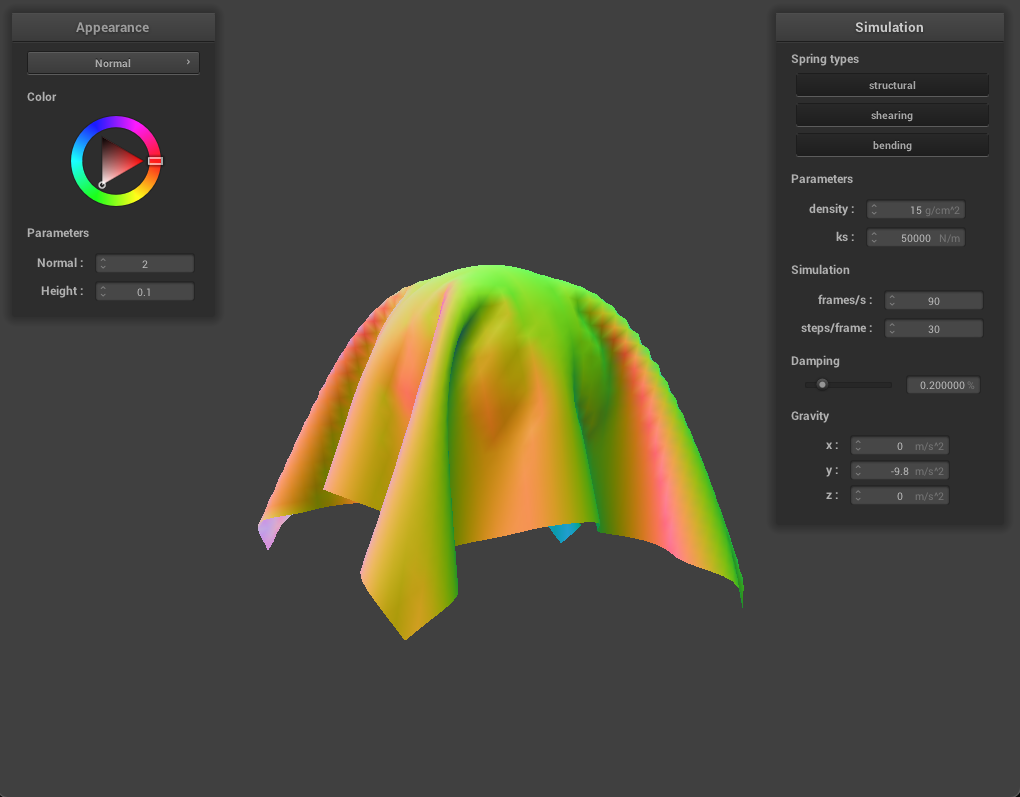 Appearance
Normal
Color
Parameters
Normal : 2
Height : 0.1
Simulation
Spring types
structural
shearing
bending
Parameters
density : 15 g/cm^2
ks : 50000 N/m
Simulation
frames/s : 90
steps/frame : 30
Damping
0.200000 %
Gravity
x : 0 m/s^2
y : -9.8 m/s^2
z : 0 m/s^2